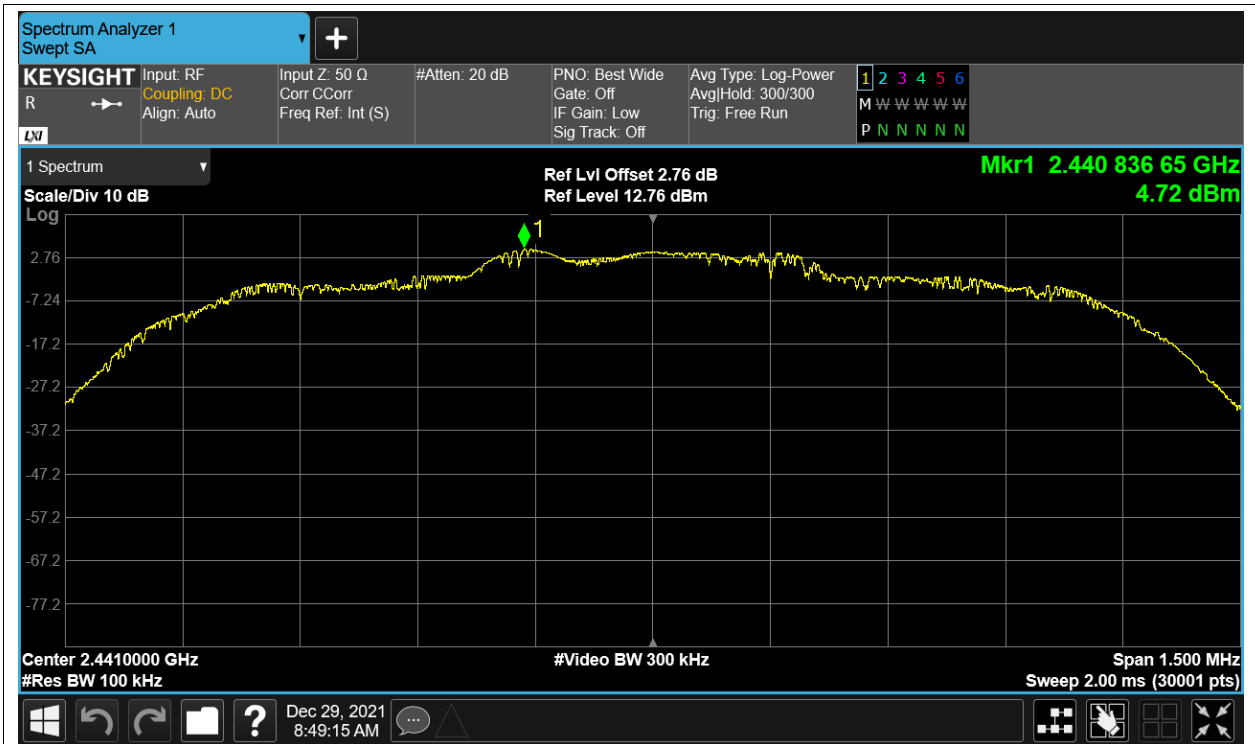 Spectrum Analyzer 1
Swept SA
KEYSIGHT
R
LXI
Input: RF
Coupling: DC
Align: Auto
Input Z: 50 Ω
Corr CCorr
Freq Ref: Int (S)
#Atten: 20 dB
PNO: Best Wide
Gate: Off
IF Gain: Low
Sig Track: Off
Avg Type: Log-Power
Avg|Hold: 300/300
Trig: Free Run
1 2 3 4 5 6
M W W W W W W
P N N N N N N
1 Spectrum
Scale/Div 10 dB
Log
Ref Lvl Offset 2.76 dB
Ref Level 12.76 dBm
Mkr1 2.440 836 65 GHz
4.72 dBm
1
2.76
-7.24
-17.2
-27.2
-37.2
-47.2
-57.2
-67.2
-77.2
Center 2.4410000 GHz
#Res BW 100 kHz
#Video BW 300 kHz
Span 1.500 MHz
Sweep 2.00 ms (30001 pts)
?
Dec 29, 2021
8:49:15 AM